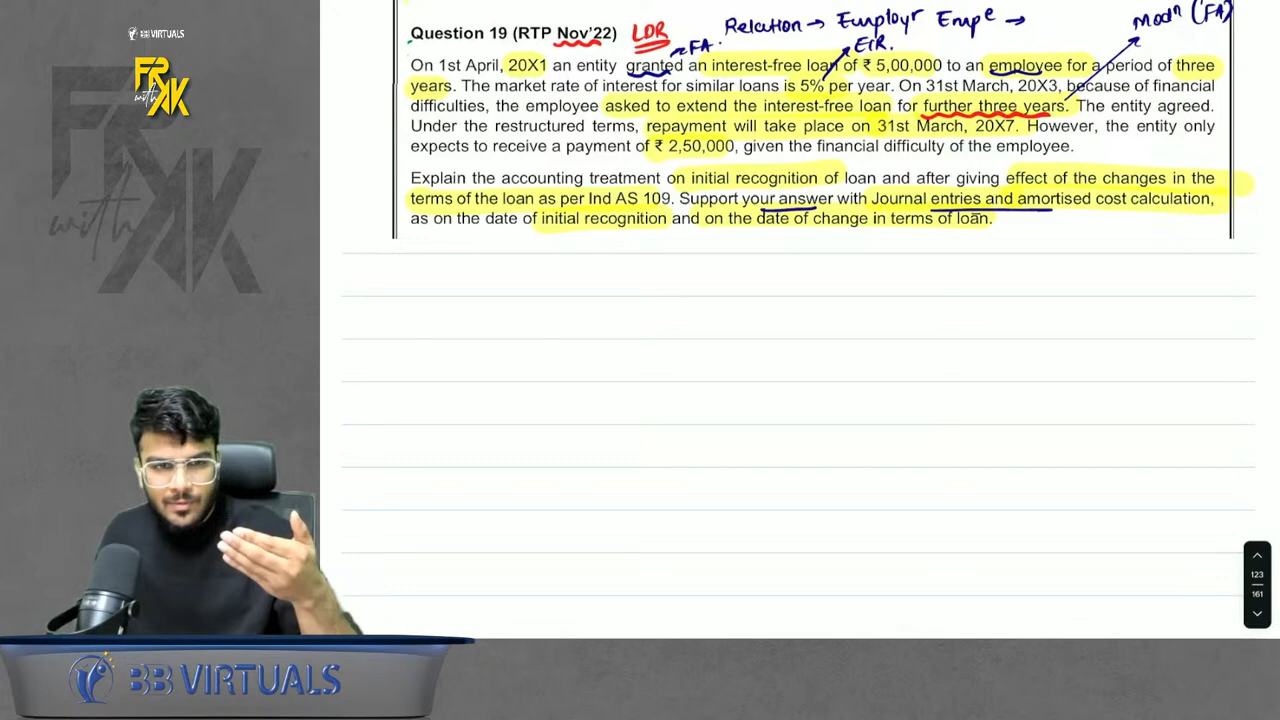 BB VIRTUALS
FR
with
AK
FR
with
AK
Question 19 (RTP Nov'22) LDR
FA.
Relation → Employr Empe →
EIR.
Modn (FA)
On 1st April, 20X1 an entity granted an interest-free loan of ₹ 5,00,000 to an employee for a period of three
years. The market rate of interest for similar loans is 5% per year. On 31st March, 20X3, because of financial
difficulties, the employee asked to extend the interest-free loan for further three years. The entity agreed.
Under the restructured terms, repayment will take place on 31st March, 20X7. However, the entity only
expects to receive a payment of ₹ 2,50,000, given the financial difficulty of the employee.
Explain the accounting treatment on initial recognition of loan and after giving effect of the changes in the
terms of the loan as per Ind AS 109. Support your answer with Journal entries and amortised cost calculation,
as on the date of initial recognition and on the date of change in terms of loan.
123
161
BB VIRTUALS